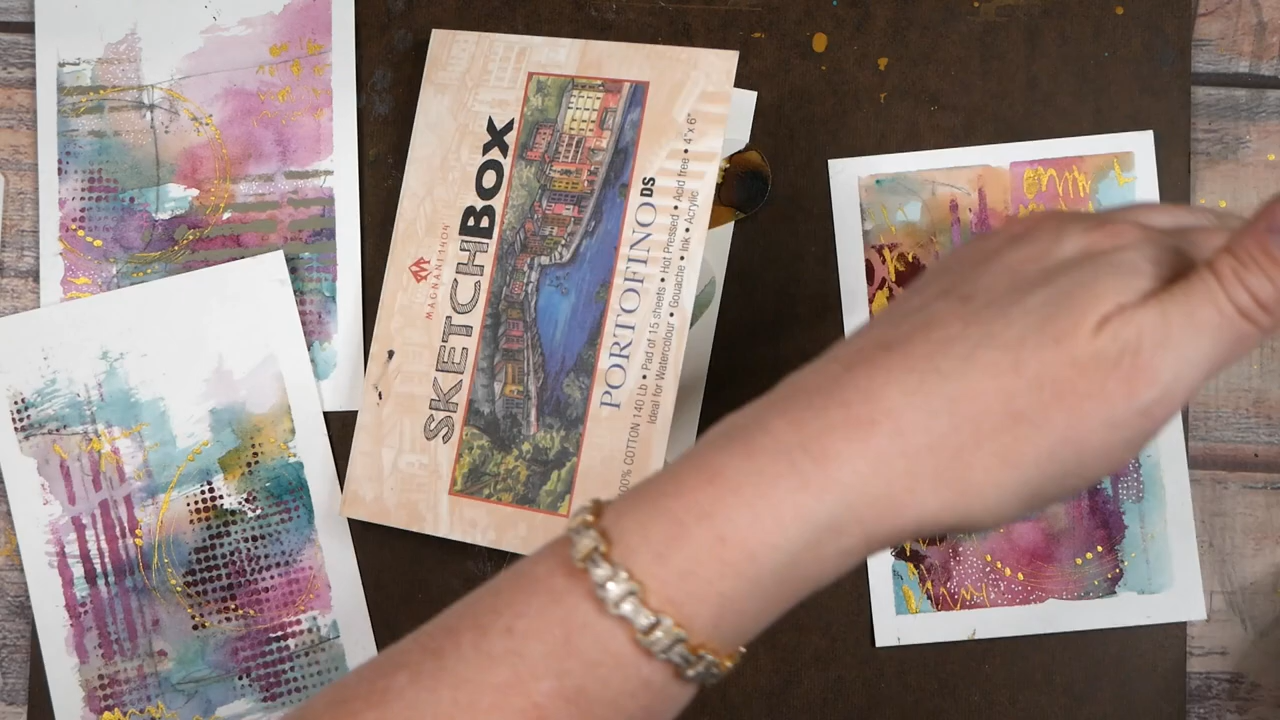 MAGNANI 1404
SKETCHBOX
PORTOFINO DS
100% COTTON 140 Lb • Pad of 15 sheets • Hot Pressed • Acid free • 4"x 6"
Ideal for Watercolour • Gouache • Ink • Acrylic